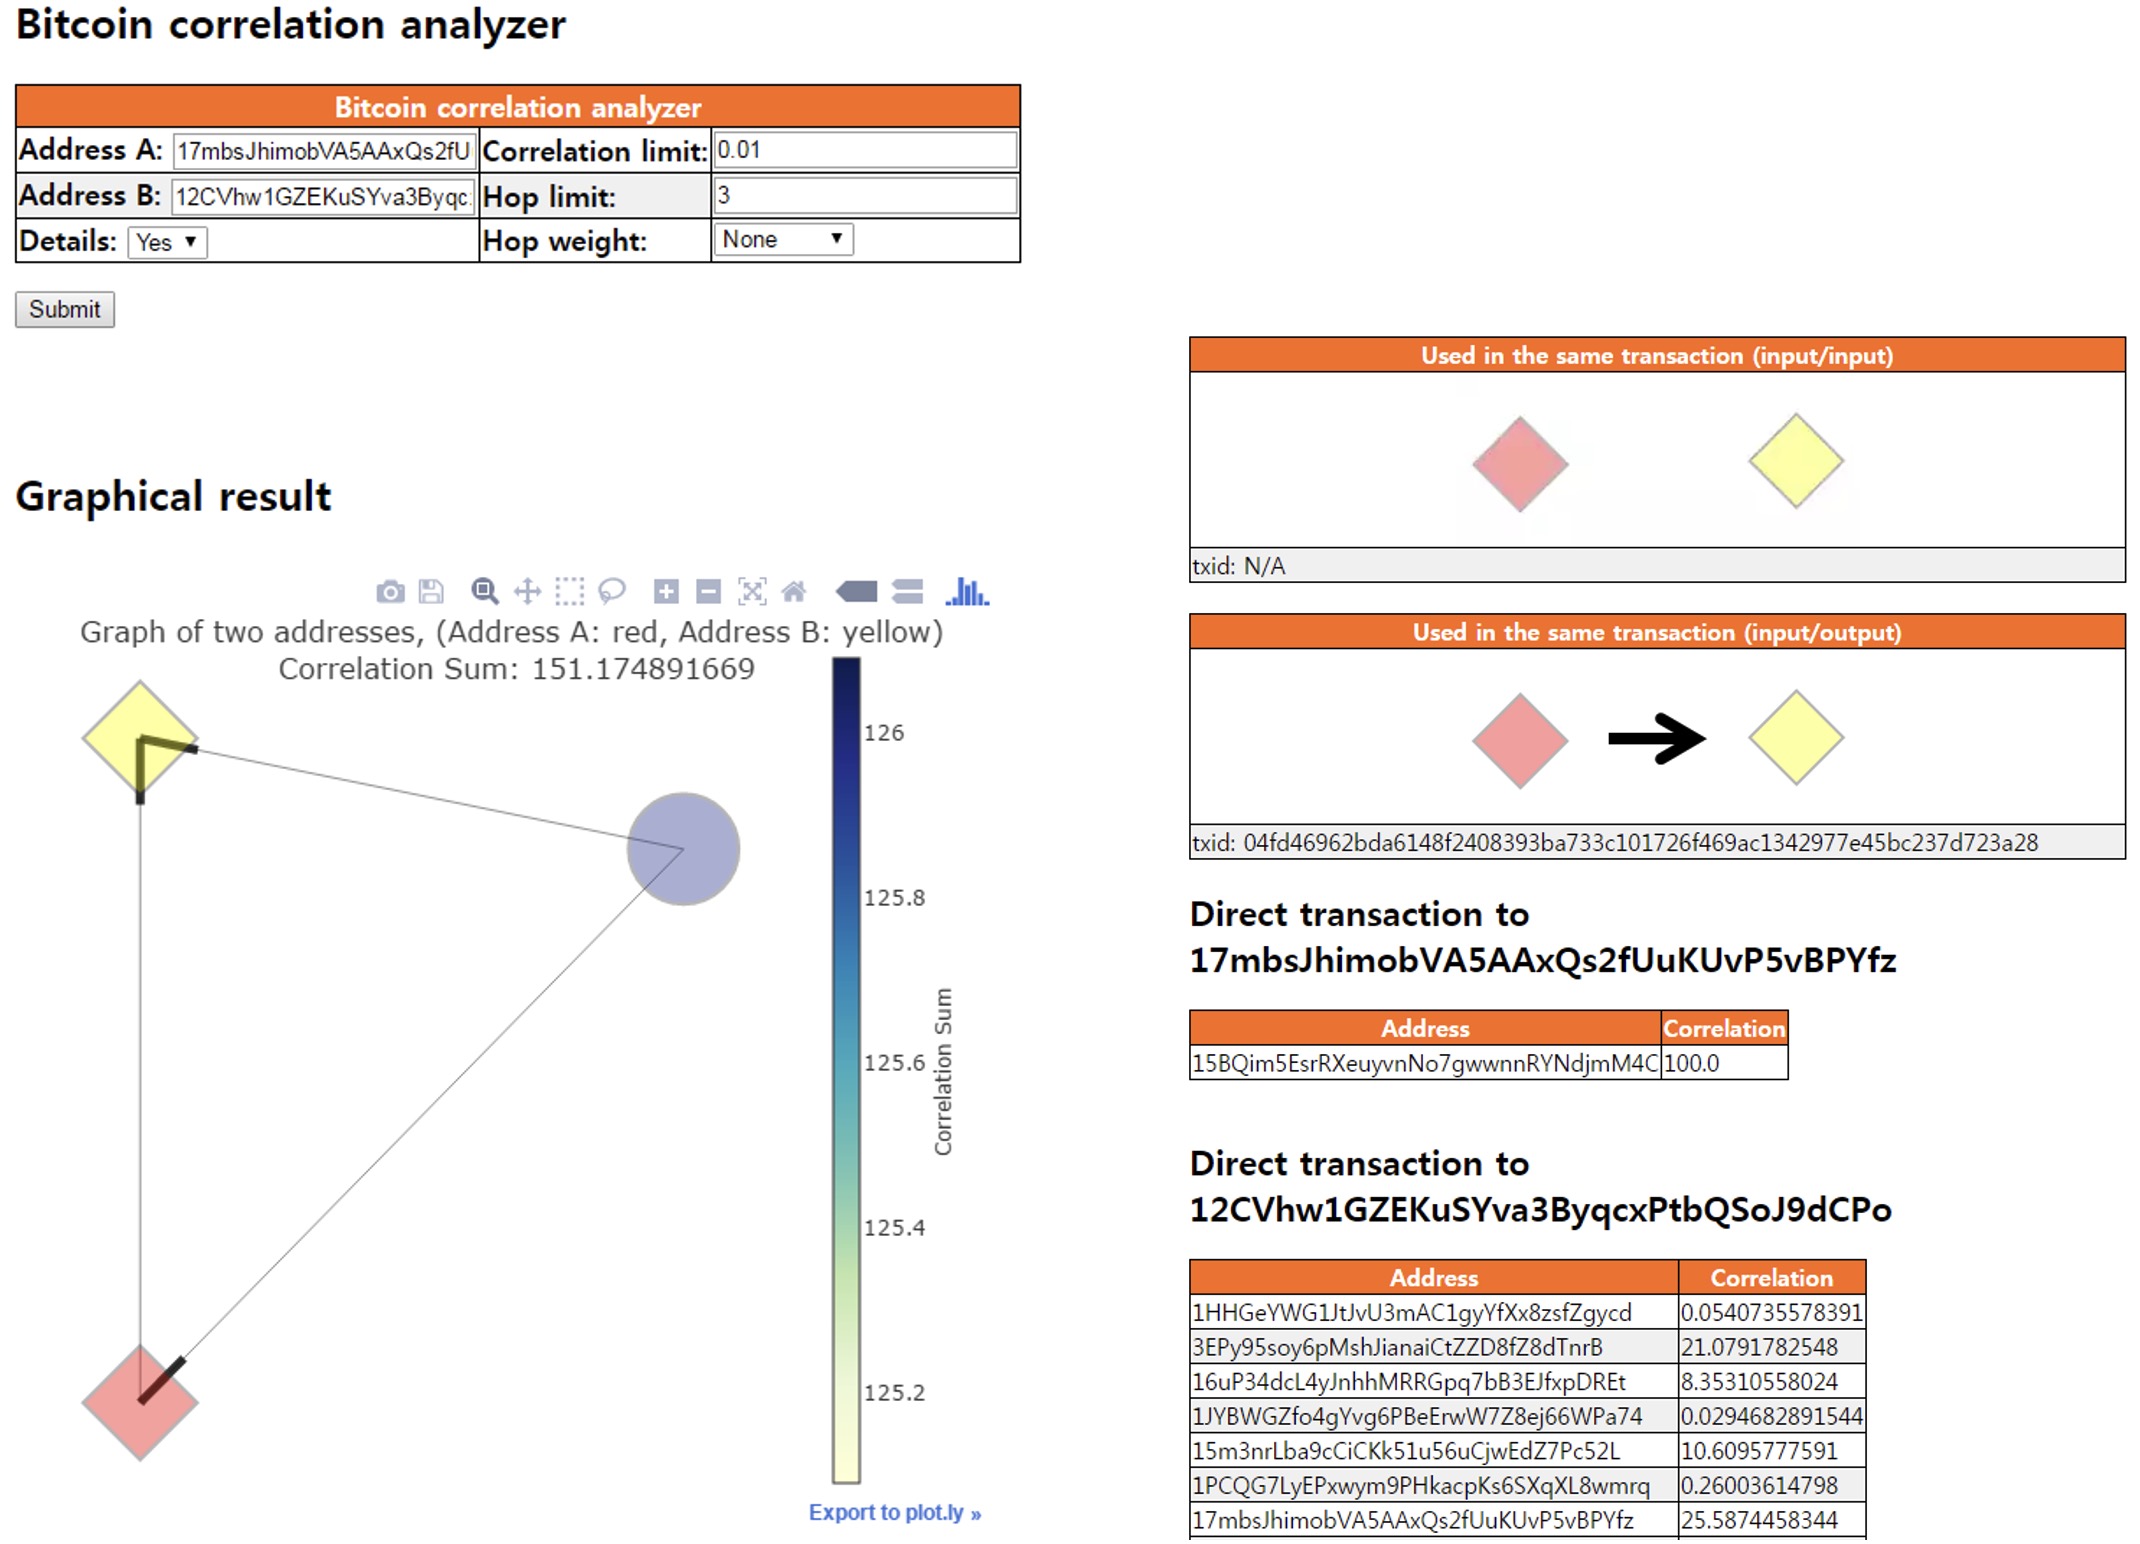 Bitcoin correlation analyzer
Bitcoin correlation analyzer
Address A: 17mbsJhimobVA5AAxQs2fU Correlation limit: 0.01
Address B: 12CVhw1GZEKuSYva3Byqc Hop limit: 3
Details: Yes Hop weight: None
Submit
Graphical result
Graph of two addresses, (Address A: red, Address B: yellow)
Correlation Sum: 151.174891669
126
125.8
125.6
125.4
125.2
Correlation Sum
Export to plot.ly »
Used in the same transaction (input/input)
txid: N/A
Used in the same transaction (input/output)
txid: 04fd46962bda6148f2408393ba733c101726f469ac1342977e45bc237d723a28
Direct transaction to
17mbsJhimobVA5AAxQs2fUuKUvP5vBPYfz
Address Correlation
15BQim5EsrRXeuyvnNo7gwwnnRYNdjmM4C 100.0
Direct transaction to
12CVhw1GZEKuSYva3ByqcxPtbQSoJ9dCPo
Address Correlation
1HHGeYWG1JtJvU3mAC1gyYfXx8zsfZgycd 0.0540735578391
3EPy95soy6pMshJianaiCtZZD8fZ8dTnrB 21.0791782548
16uP34dcL4yJnhhMRRGpq7bB3EJfxpDREt 8.35310558024
1JYBWGZfo4gYvg6PBeErwW7Z8ej66WPa74 0.0294682891544
15m3nrLba9cCiCKk51u56uCjwEdZ7Pc52L 10.6095777591
1PCQG7LyEPxwym9PHkacpKs6SXqXL8wmrq 0.26003614798
17mbsJhimobVA5AAxQs2fUuKUvP5vBPYfz 25.5874458344